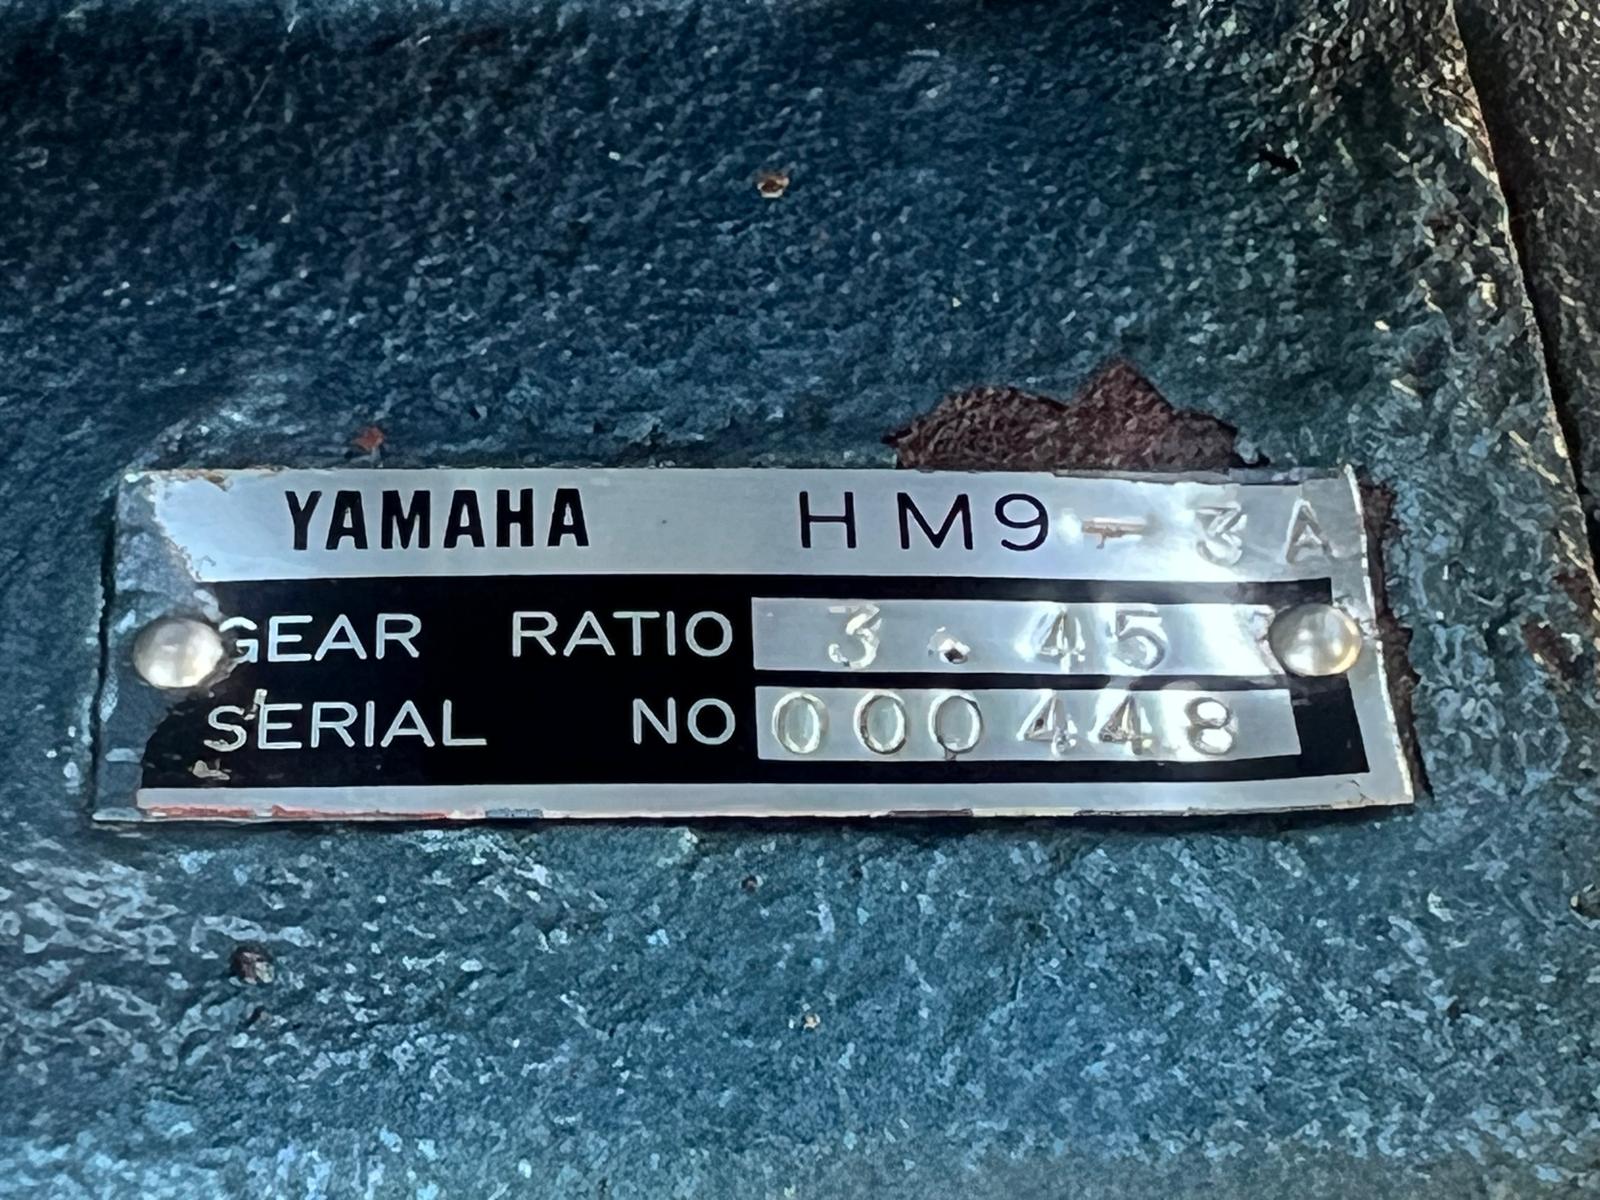 YAMAHA HM9-3A
GEAR RATIO 3.45
SERIAL NO 000448